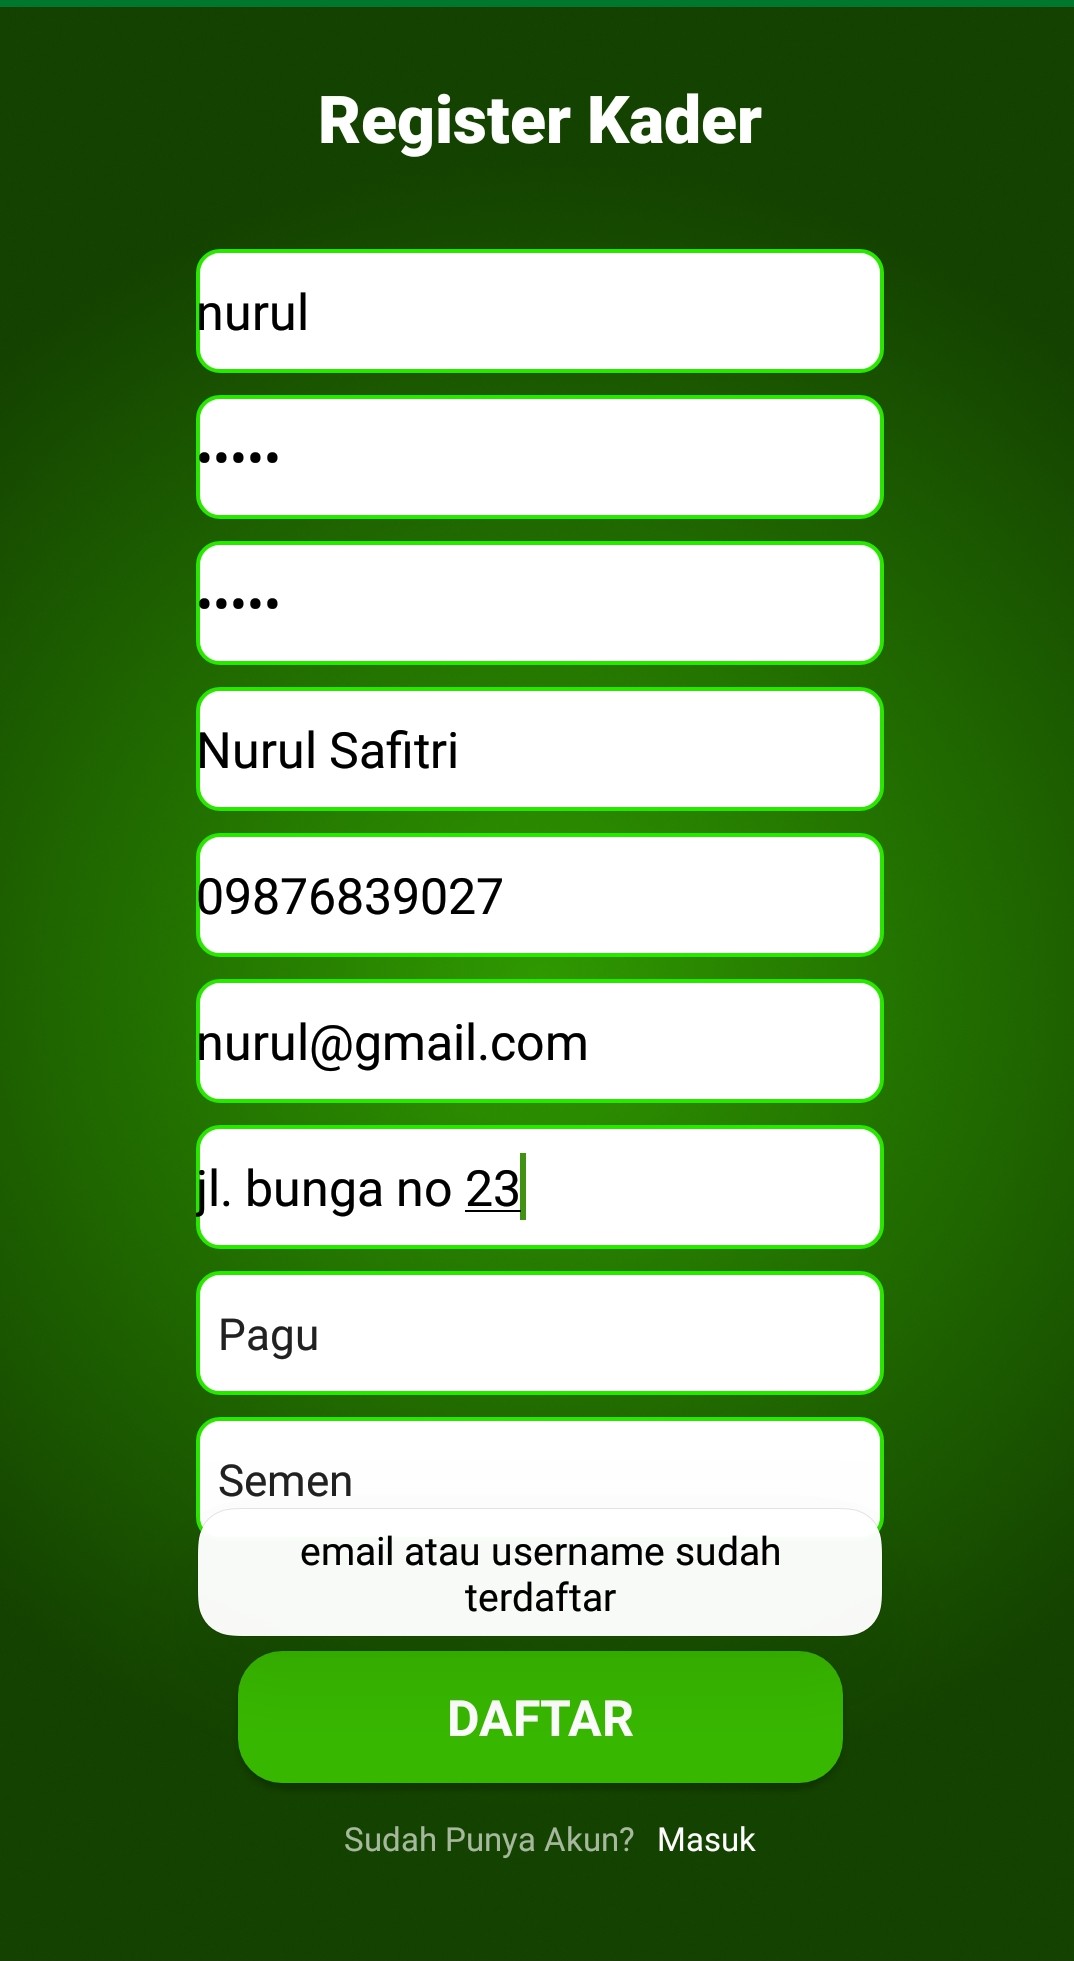 Register Kader
nurul
•••••
•••••
Nurul Safitri
09876839027
nurul@gmail.com
jl. bunga no 23
Pagu
Semen
email atau username sudah
terdaftar
DAFTAR
Sudah Punya Akun? Masuk